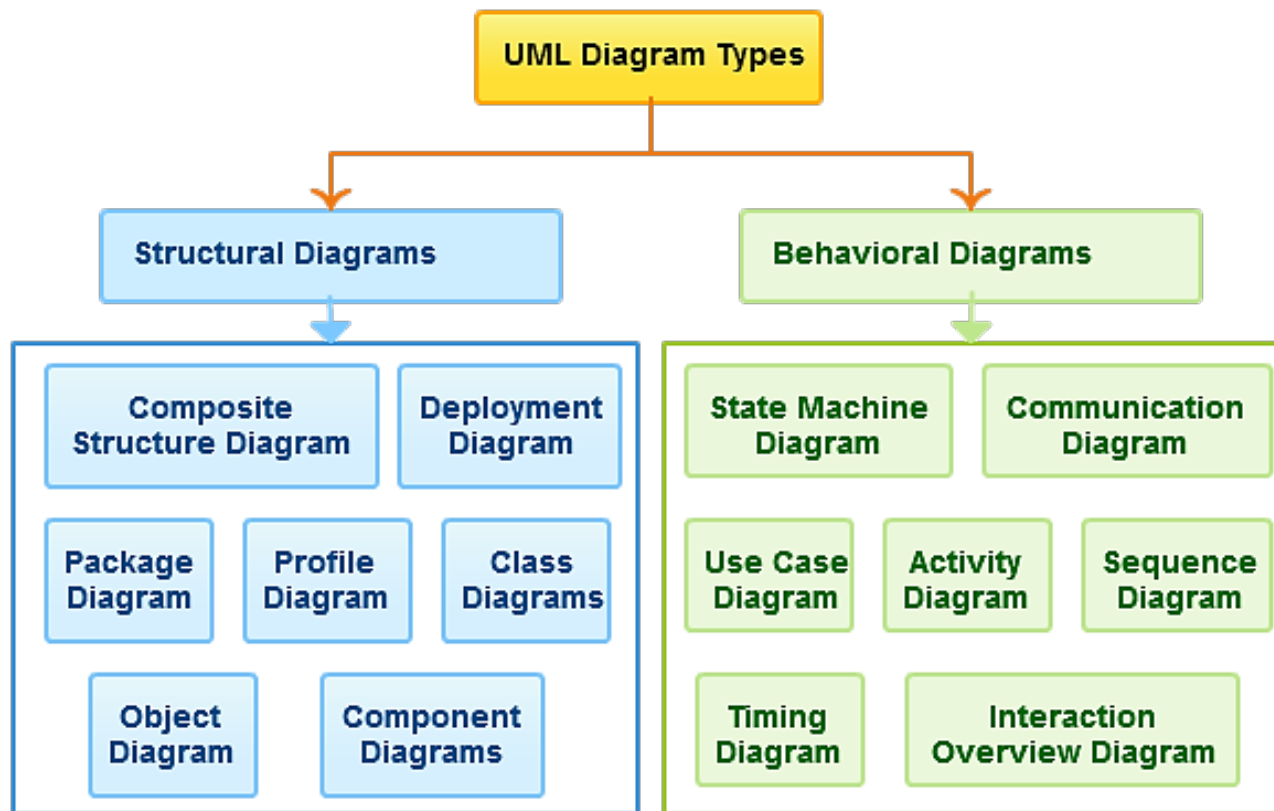 UML Diagram Types
Structural Diagrams
Behavioral Diagrams
Composite
Structure Diagram
Deployment
Diagram
Package
Diagram
Profile
Diagram
Class
Diagrams
Object
Diagram
Component
Diagrams
State Machine
Diagram
Communication
Diagram
Use Case
Diagram
Activity
Diagram
Sequence
Diagram
Timing
Diagram
Interaction
Overview Diagram